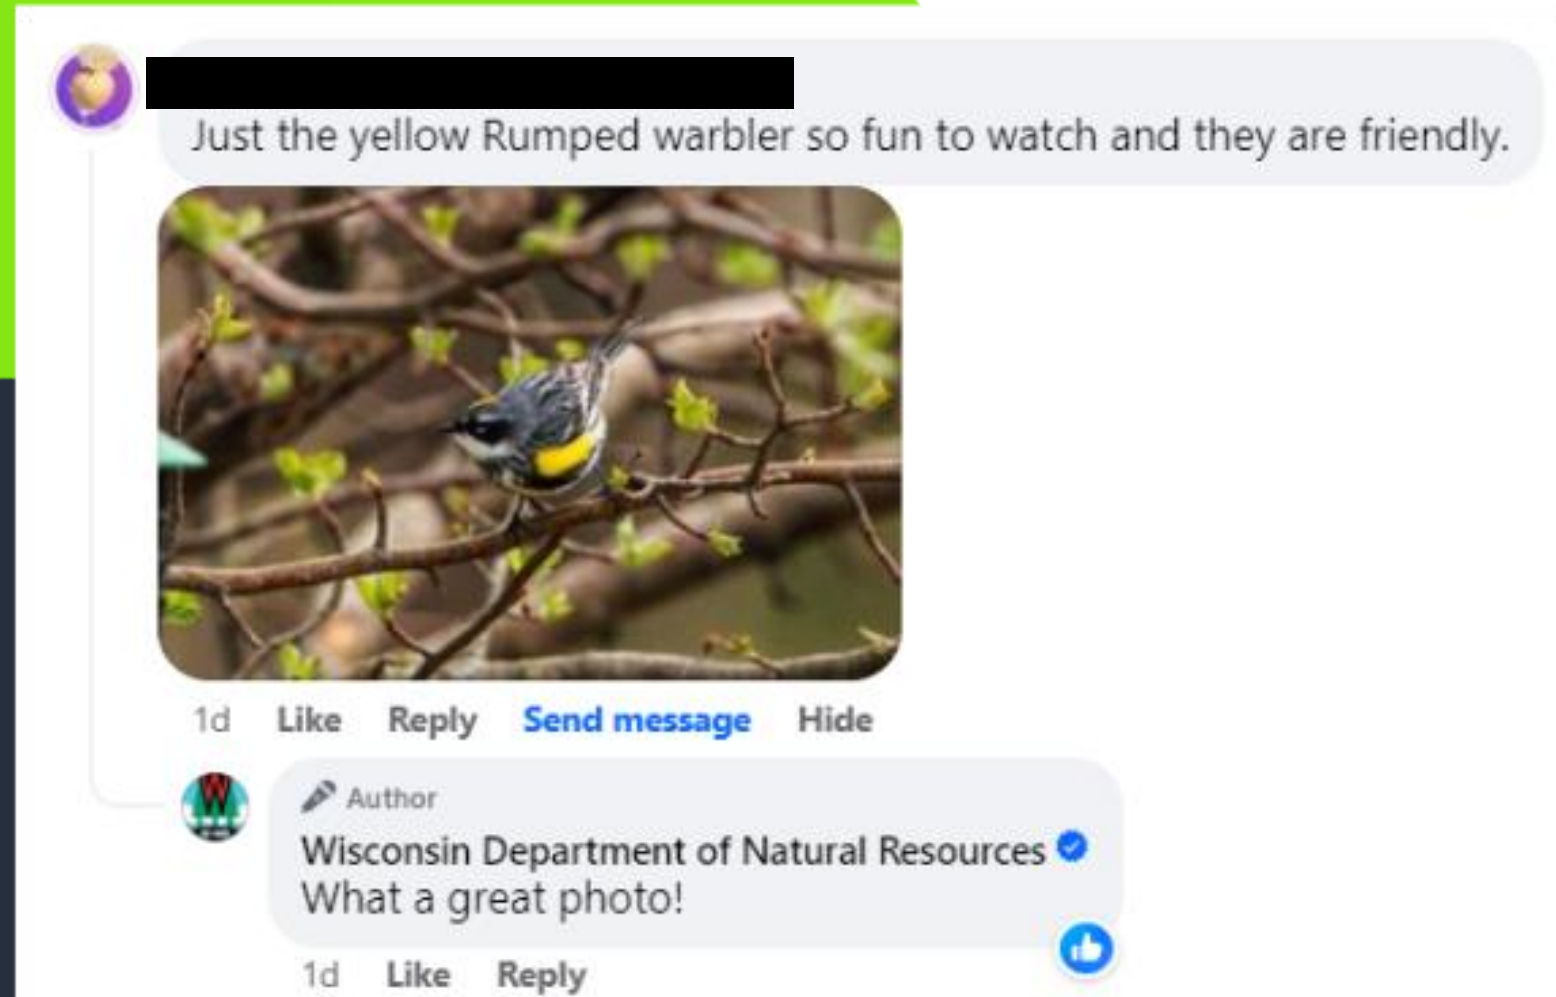 Just the yellow Rumped warbler so fun to watch and they are friendly.
1d Like Reply Send message Hide
W
Author
Wisconsin Department of Natural Resources
What a great photo!
1d Like Reply